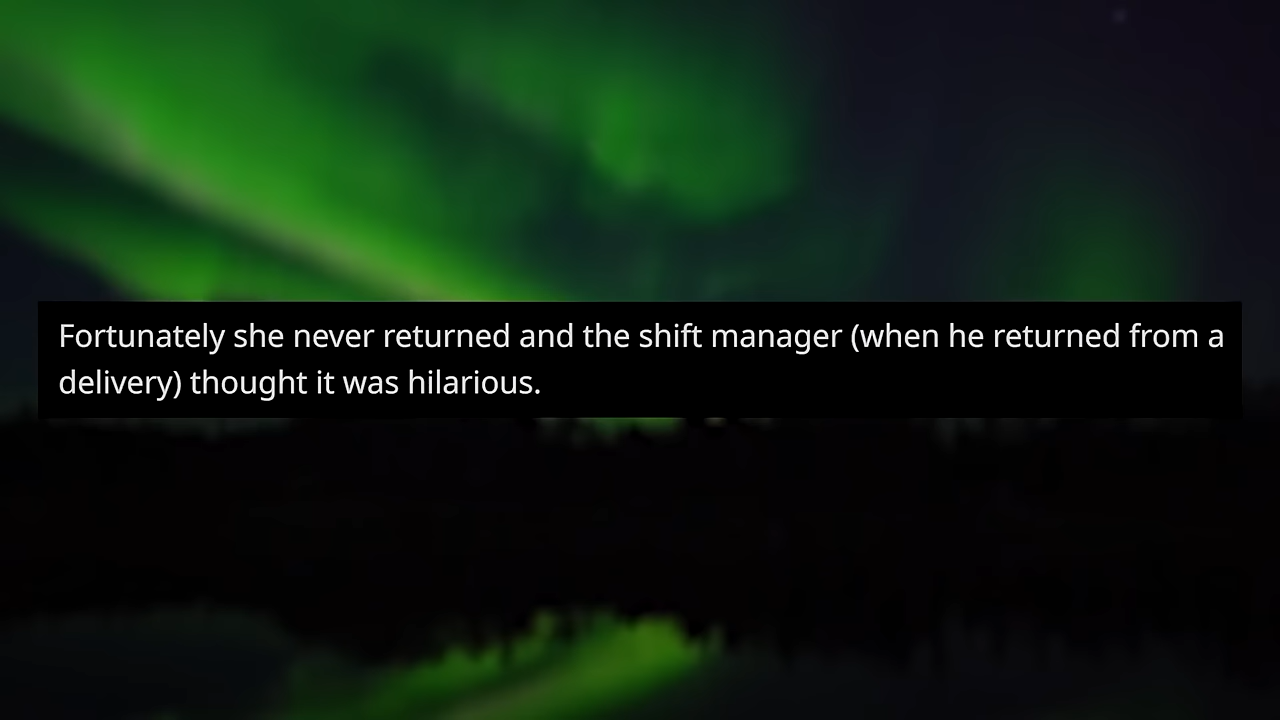 Fortunately she never returned and the shift manager (when he returned from a
delivery) thought it was hilarious.